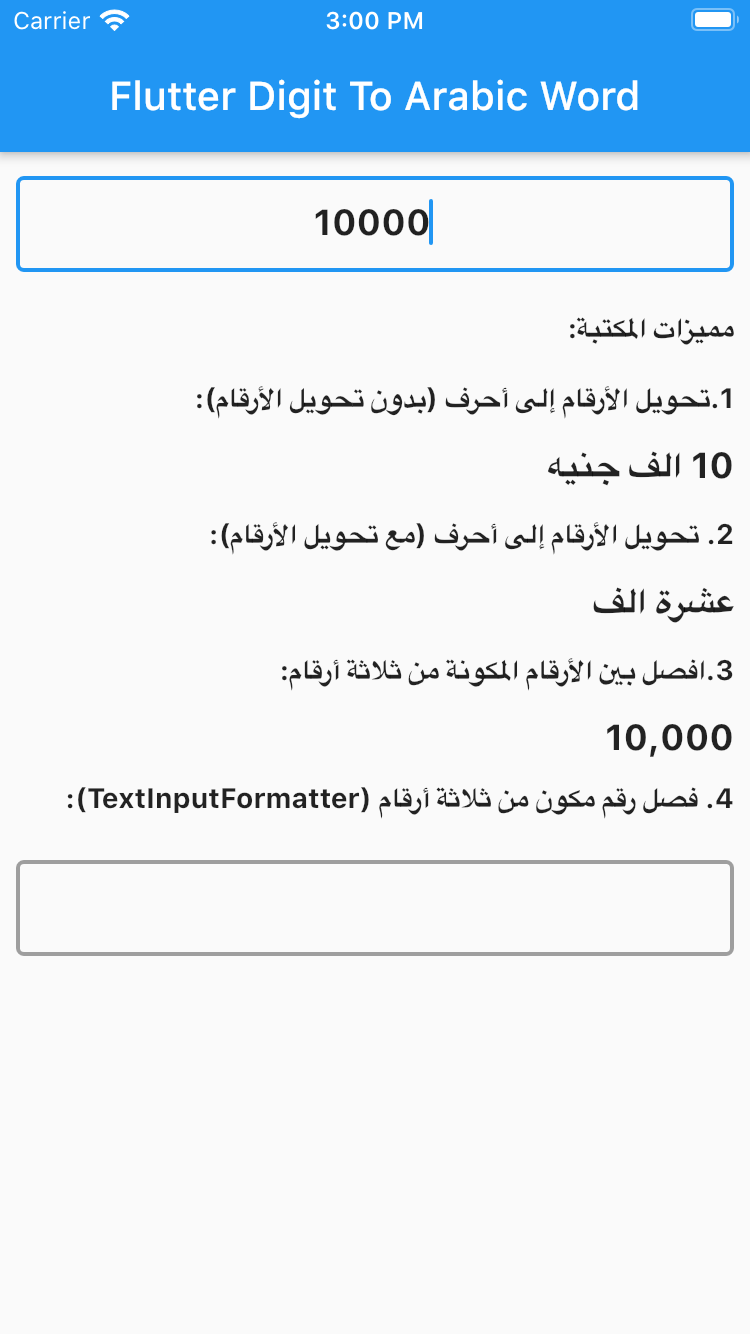 Carrier 3:00 PM
Flutter Digit To Arabic Word
10000
مميزات المكتبة:
1.تحويل الأرقام إلى أحرف (بدون تحويل الأرقام):
10 الف جنيه
2. تحويل الأرقام إلى أحرف (مع تحويل الأرقام):
عشرة الف
3.افصل بين الأرقام المكونة من ثلاثة أرقام:
10,000
4. فصل رقم مكون من ثلاثة أرقام (TextInputFormatter):